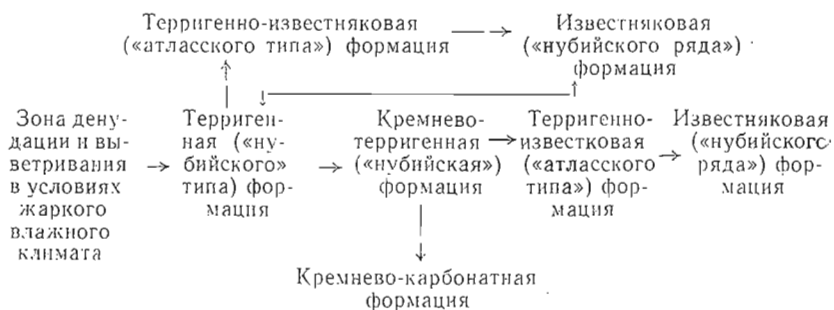 Терригенно-известняковая
(«атласского типа») формация
Известняковая
(«нубийского ряда»)
формация
Зона дену-
дации и вы-
ветривания
в условиях
жаркого
влажного
климата
Терриген-
ная («ну-
бийского»
типа) фор-
мация
Кремнево-
терригенная
(«нубийская»)
формация
Терригенно-
известковая
(«атласского
типа») фор-
мация
Известняковая
(«нубийского
ряда») фор-
мация
Кремнево-карбонатная
формация